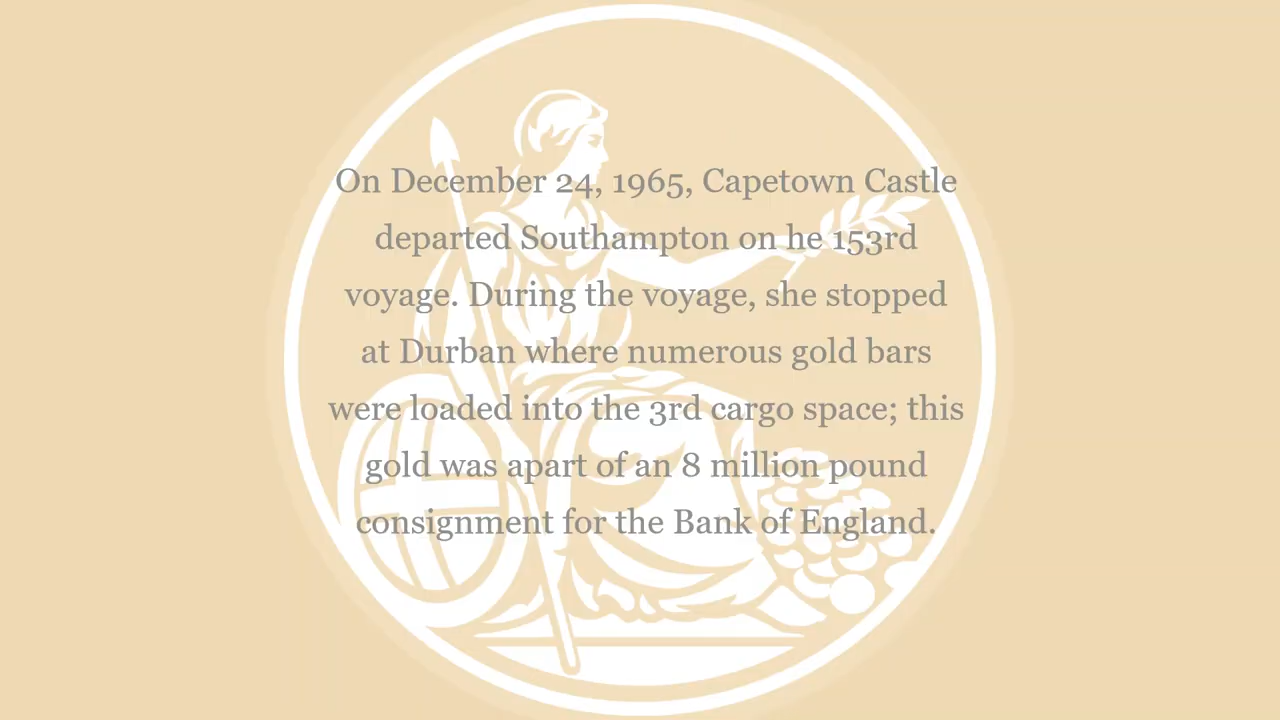 On December 24, 1965, Capetown Castle
departed Southampton on he 153rd
voyage. During the voyage, she stopped
at Durban where numerous gold bars
were loaded into the 3rd cargo space; this
gold was apart of an 8 million pound
consignment for the Bank of England.